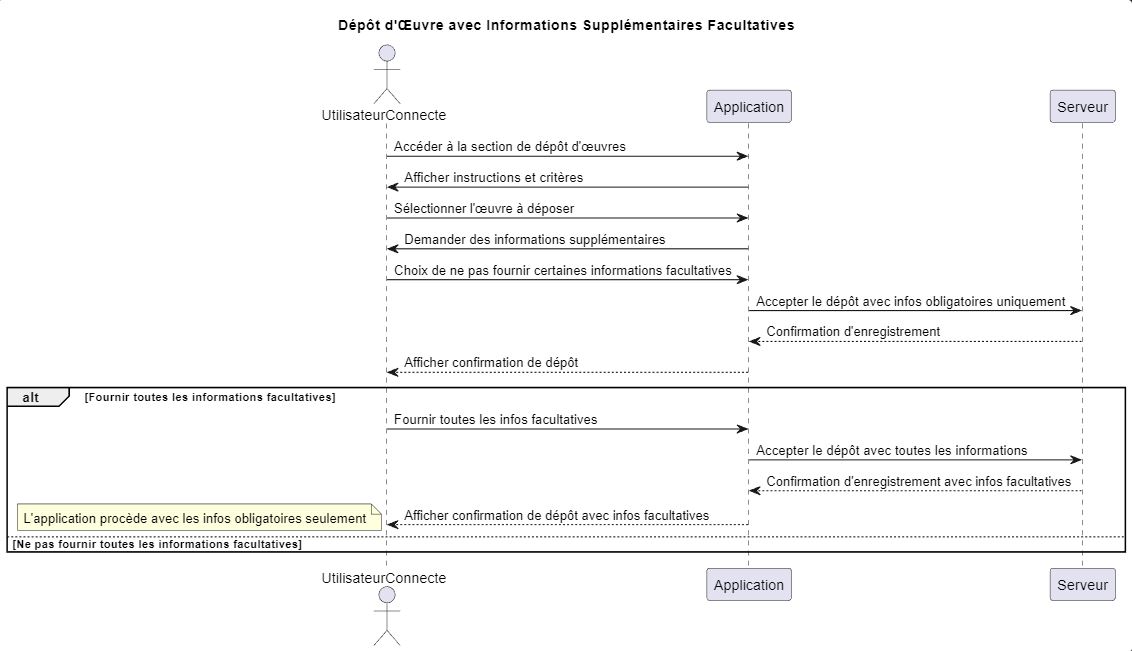 Dépôt d'Œuvre avec Informations Supplémentaires Facultatives
UtilisateurConnecte
Application
Serveur
Accéder à la section de dépôt d'œuvres
Afficher instructions et critères
Sélectionner l'œuvre à déposer
Demander des informations supplémentaires
Choix de ne pas fournir certaines informations facultatives
Accepter le dépôt avec infos obligatoires uniquement
Confirmation d'enregistrement
Afficher confirmation de dépôt
alt
[Fournir toutes les informations facultatives]
Fournir toutes les infos facultatives
Accepter le dépôt avec toutes les informations
Confirmation d'enregistrement avec infos facultatives
Afficher confirmation de dépôt avec infos facultatives
L'application procède avec les infos obligatoires seulement
[Ne pas fournir toutes les informations facultatives]
UtilisateurConnecte
Application
Serveur